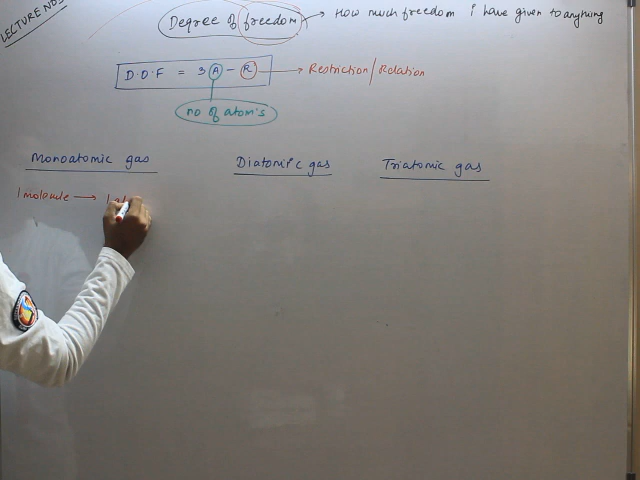 LECTURE NO:
Degree of freedom → How much freedom i have given to anything
D.O.F = 3A - R → Restriction/Relation
no of atom's
Monoatomic gas
Diatomic gas
Triatomic gas
1 molecule → 1